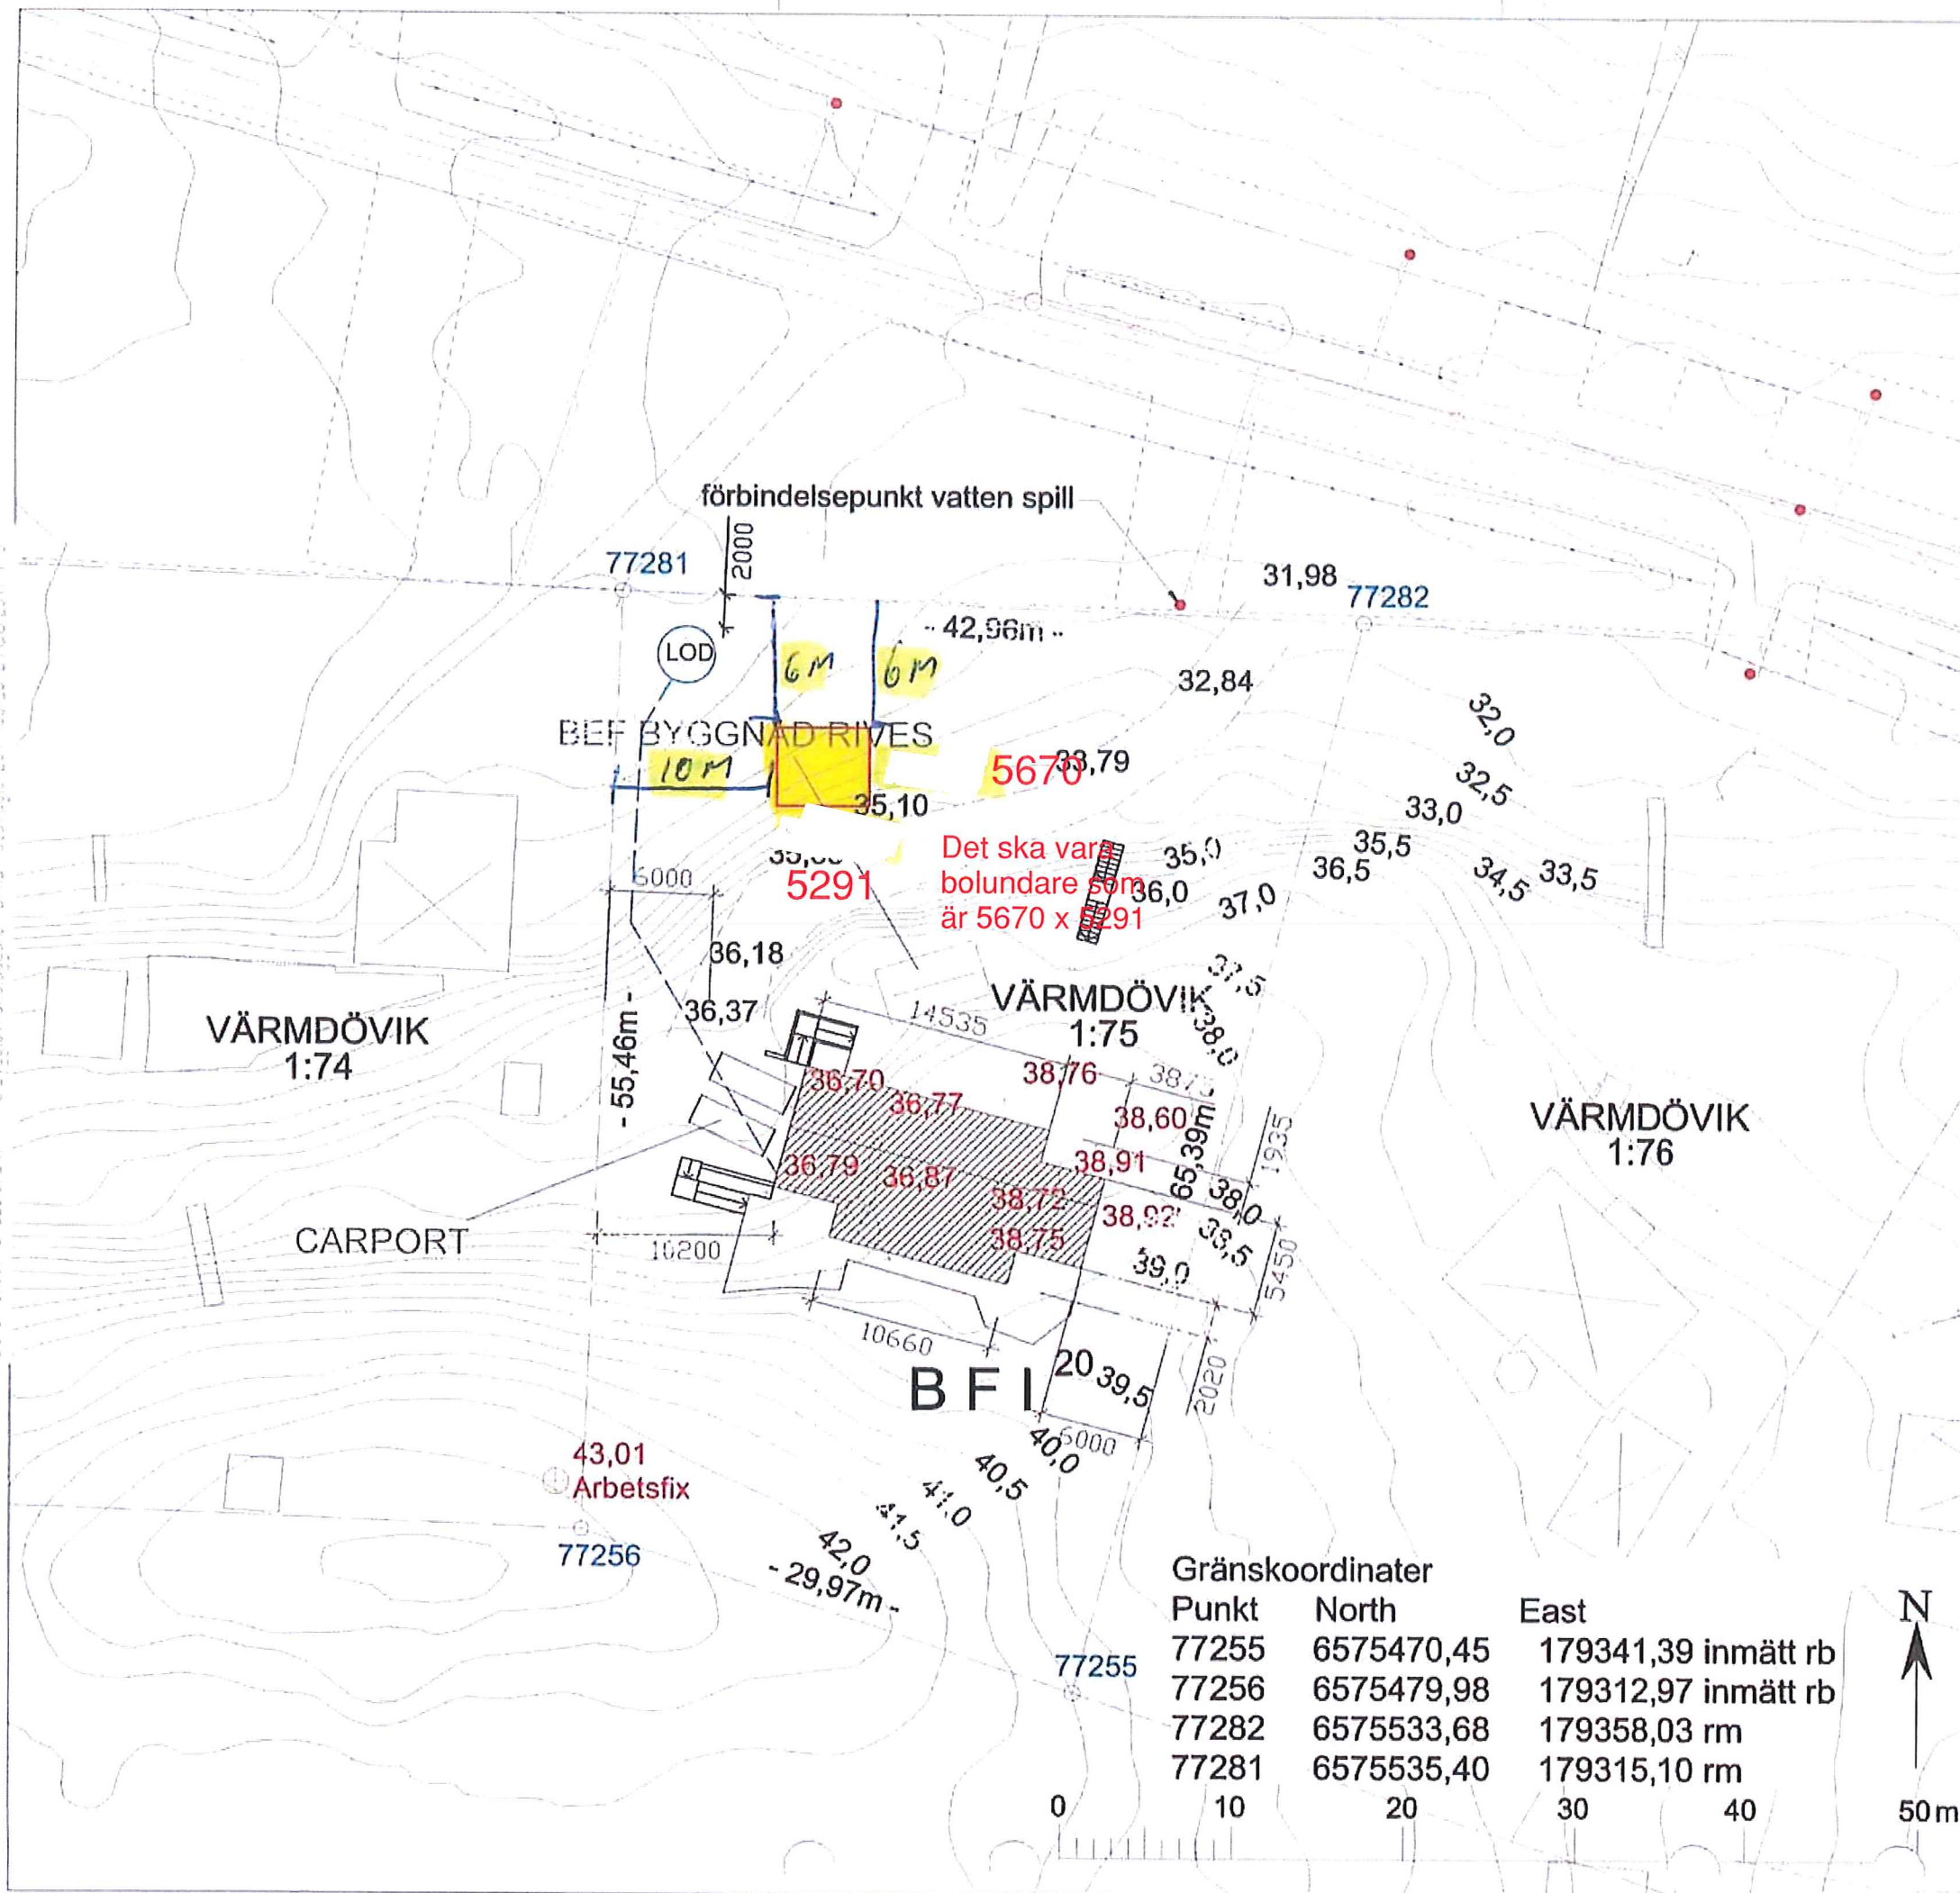 förbindelsepunkt vatten spill
2000
77281
31,98
77282
- 42,96m -
LOD
6 M
6 M
32,84
BEF BYGGNAD RIVES
32,0
10 M
5670
33,79
32,5
35,10
33,0
Det ska vara
bolundare som
är 5670 x 5291
35,0
35,5
36,5
34,5
33,5
6000
5291
36,0
37,0
36,18
37,5
36,37
14535
VÄRMDÖVIK
1:75
38,0
VÄRMDÖVIK
1:74
- 55,46m -
36,70
36,77
38,76
38,60
65,39m
1935
VÄRMDÖVIK
1:76
36,79
36,87
38,91
38,72
38,92
38,0
38,75
CARPORT
10200
39,0
5450
10660
B F I
20
39,5
2020
6000
40,0
40,5
41,0
41,5
42,0
43,01
Arbetsfix
77256
- 29,97m -
77255
Gränskoordinater
Punkt North East
77255 6575470,45 179341,39 inmätt rb
77256 6575479,98 179312,97 inmätt rb
77282 6575533,68 179358,03 rm
77281 6575535,40 179315,10 rm
N
0 10 20 30 40 50m